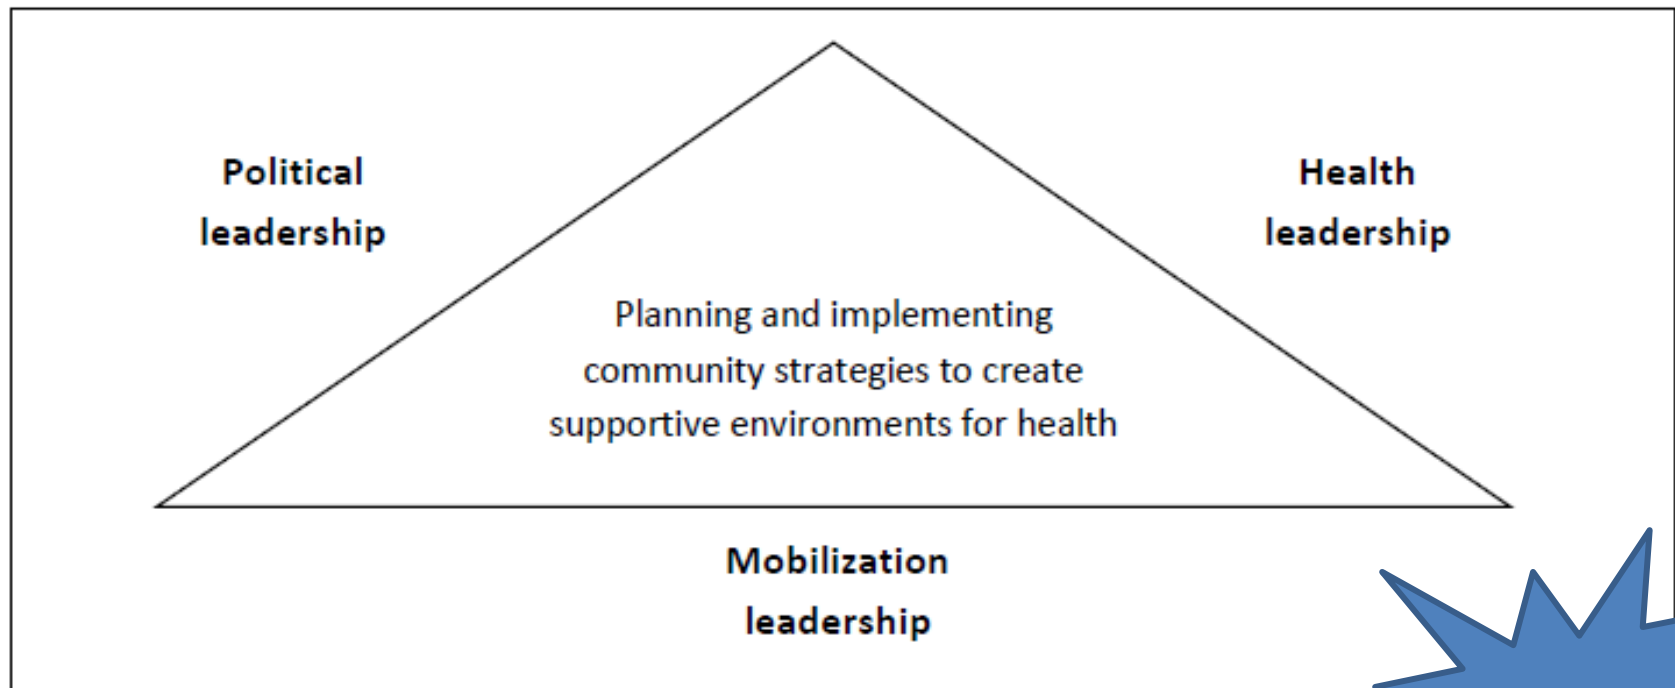 Political
leadership
Health
leadership
Planning and implementing
community strategies to create
supportive environments for health
Mobilization
leadership